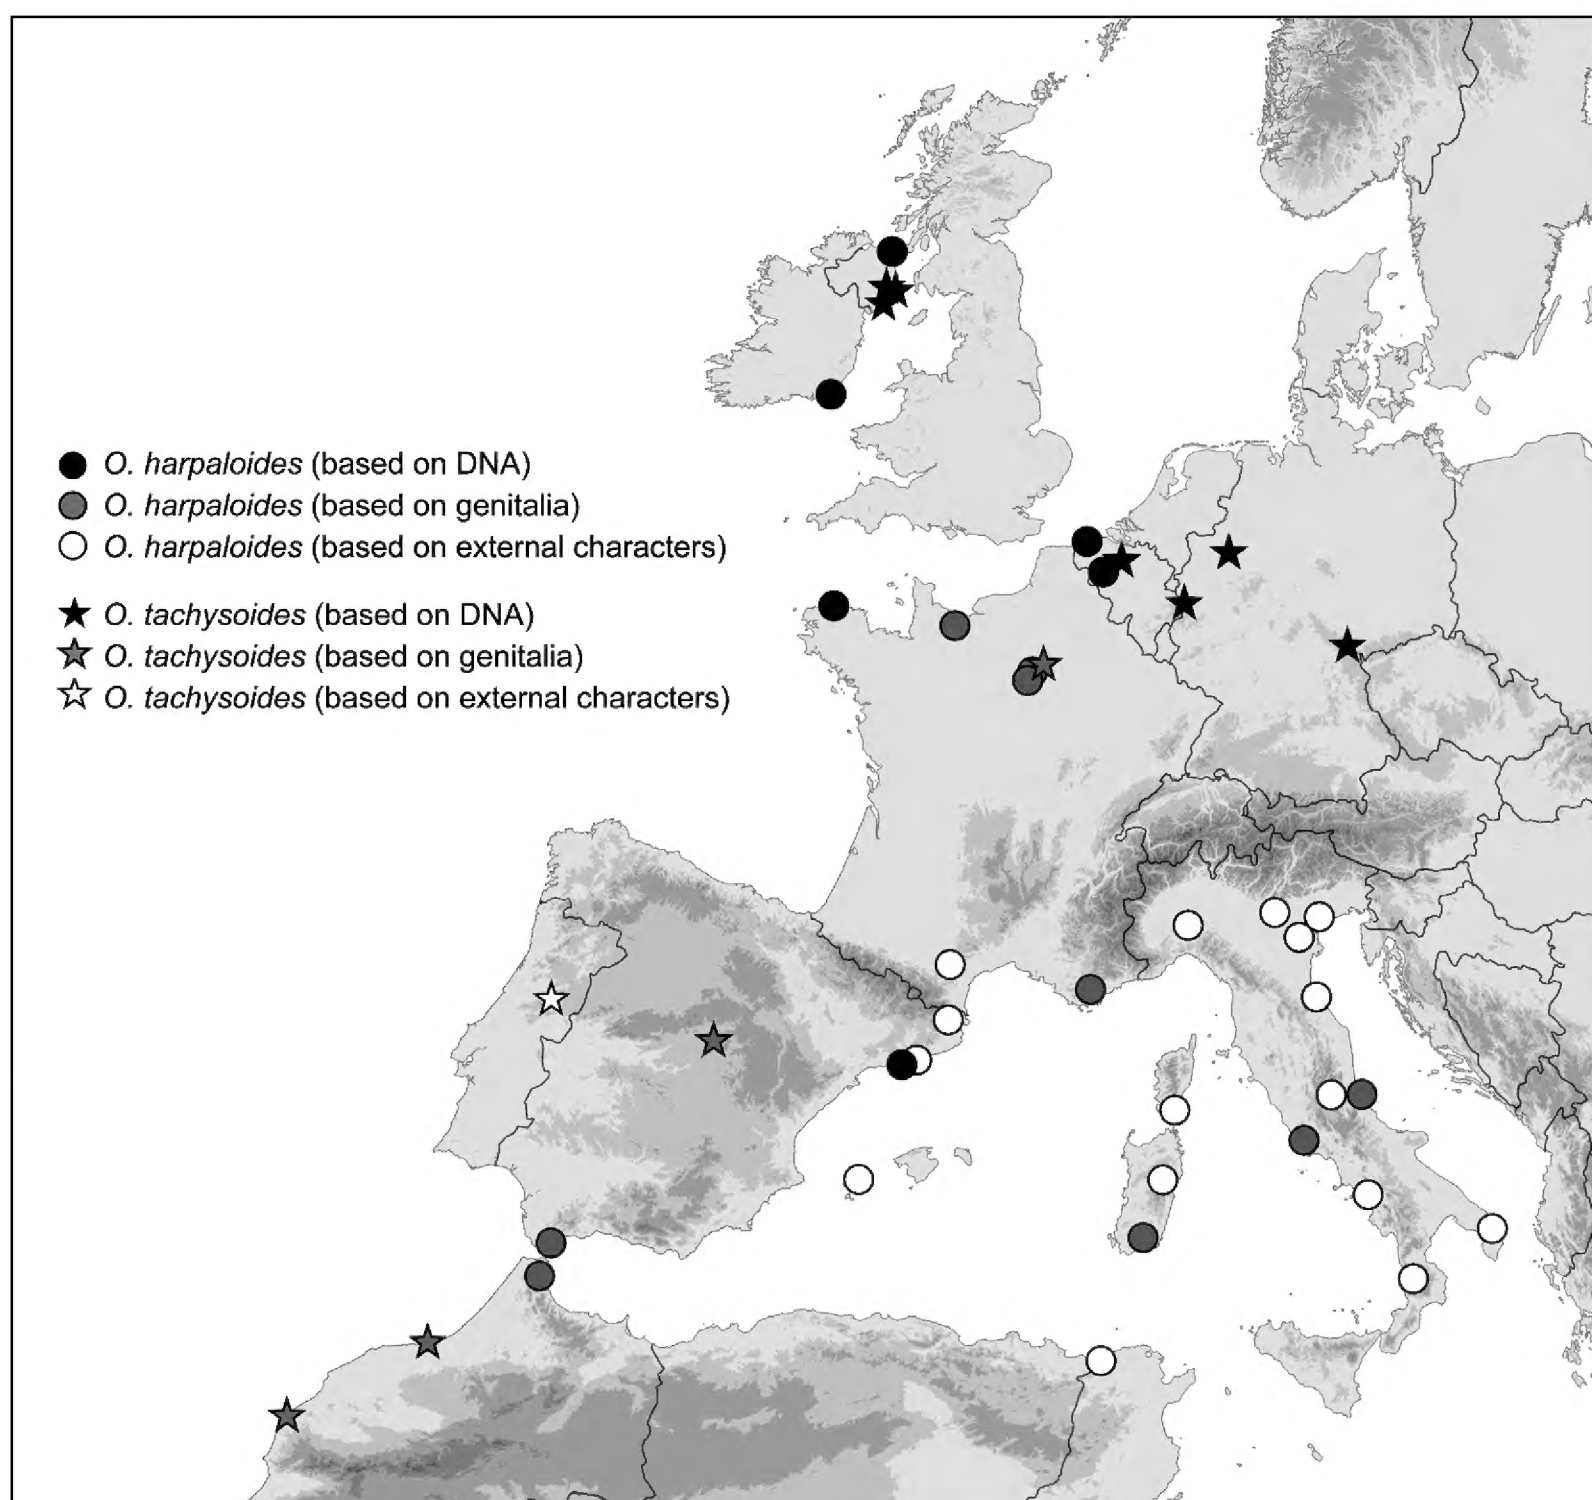 O. harpaloides (based on DNA)
O. harpaloides (based on genitalia)
O. harpaloides (based on external characters)
O. tachysoides (based on DNA)
O. tachysoides (based on genitalia)
O. tachysoides (based on external characters)